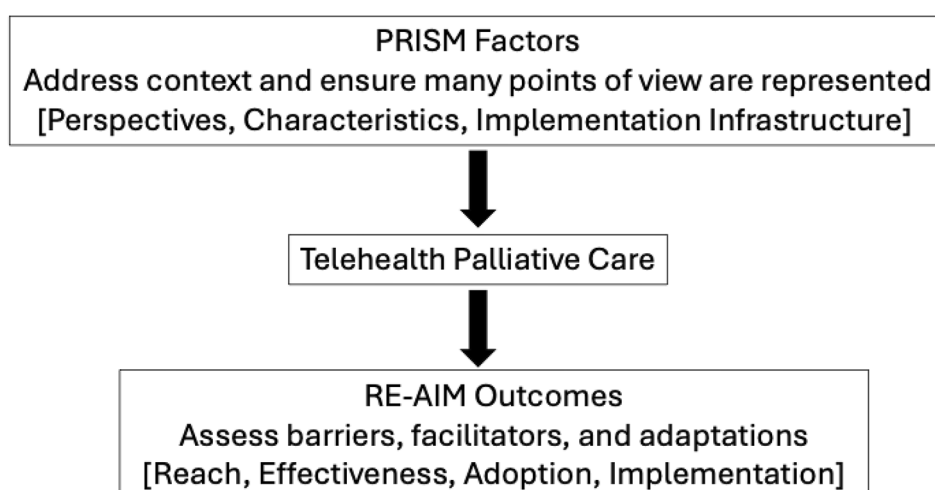 PRISM Factors
Address context and ensure many points of view are represented
[Perspectives, Characteristics, Implementation Infrastructure]
Telehealth Palliative Care
RE-AIM Outcomes
Assess barriers, facilitators, and adaptations
[Reach, Effectiveness, Adoption, Implementation]